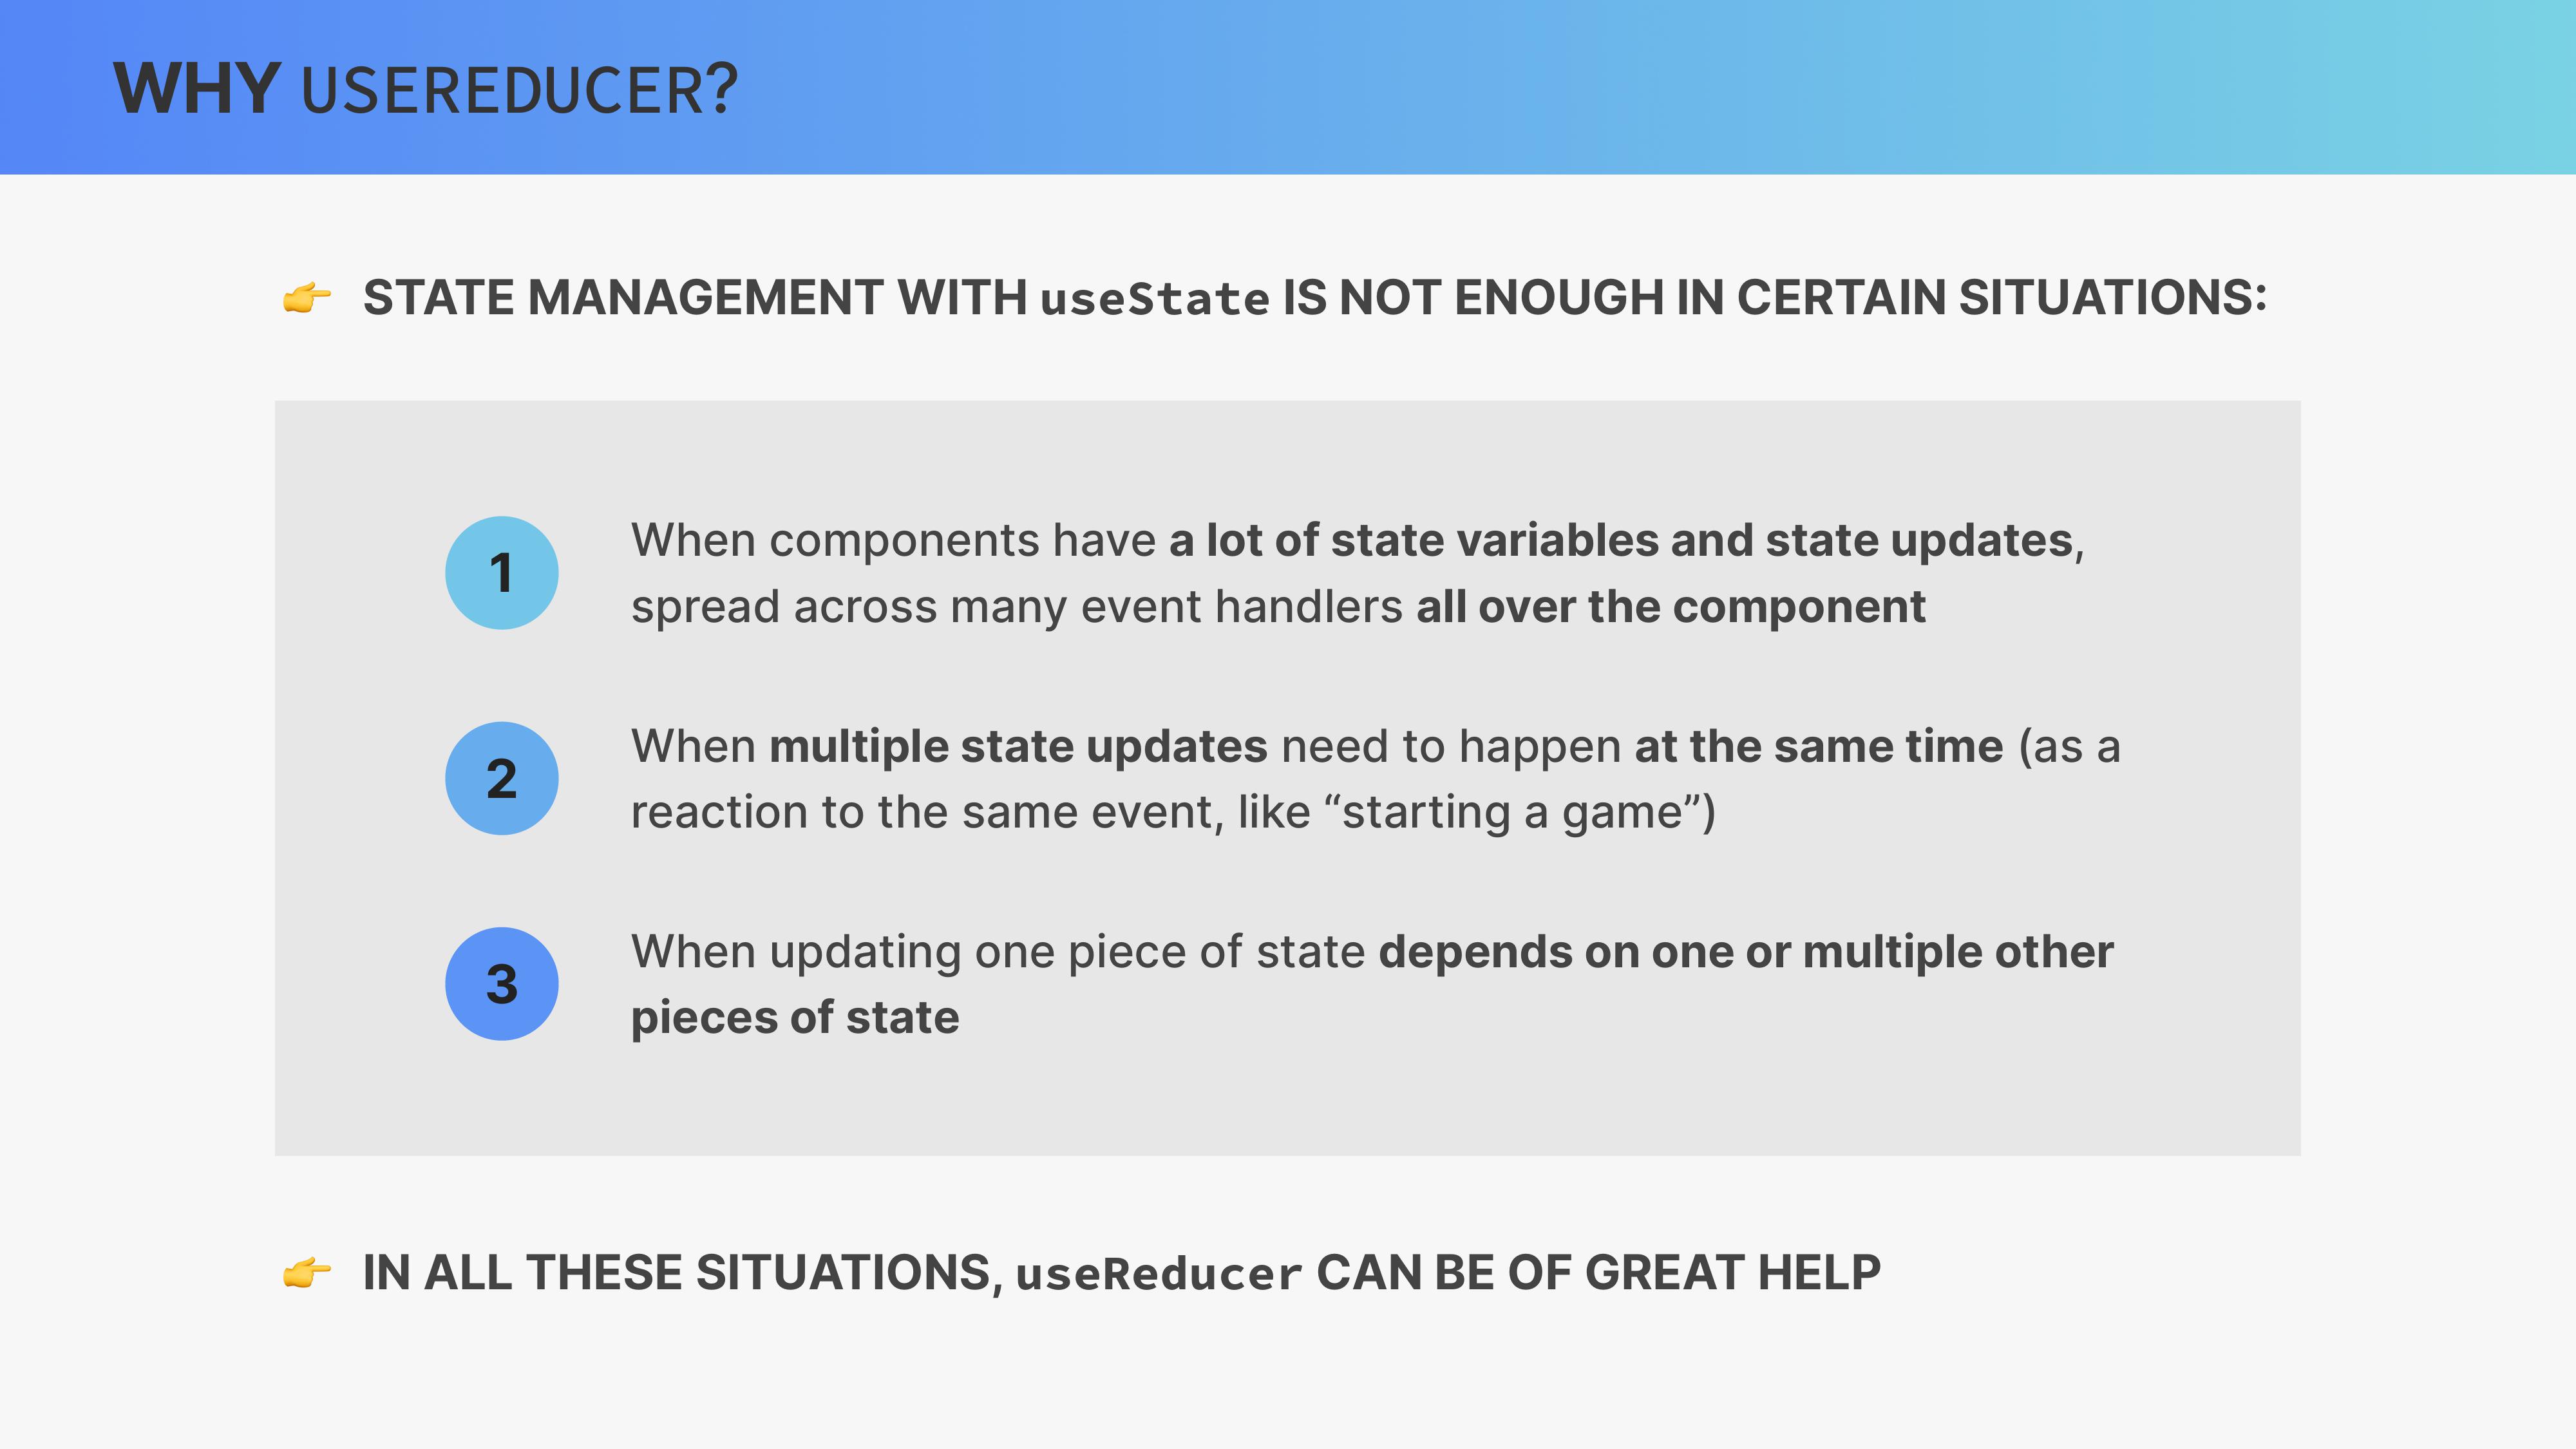 WHY USEREDUCER?
👉 STATE MANAGEMENT WITH useState IS NOT ENOUGH IN CERTAIN SITUATIONS:
1
When components have a lot of state variables and state updates,
spread across many event handlers all over the component
2
When multiple state updates need to happen at the same time (as a
reaction to the same event, like “starting a game”)
3
When updating one piece of state depends on one or multiple other
pieces of state
👉 IN ALL THESE SITUATIONS, useReducer CAN BE OF GREAT HELP